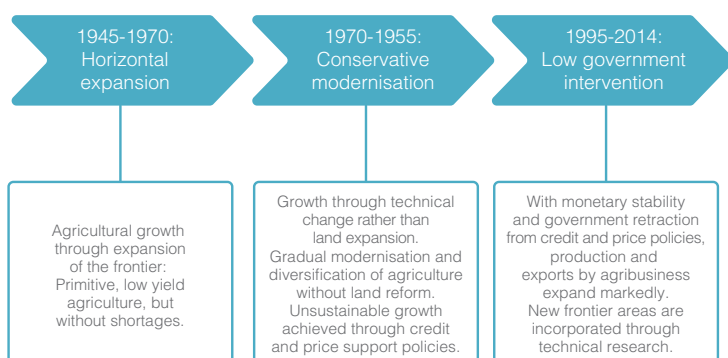 1945-1970:
Horizontal
expansion
1970-1955:
Conservative
modernisation
1995-2014:
Low government
intervention
Agricultural growth
through expansion
of the frontier:
Primitive, low yield
agriculture, but
without shortages.
Growth through technical
change rather than
land expansion.
Gradual modernisation and
diversification of agriculture
without land reform.
Unsustainable growth
achieved through credit
and price support policies.
With monetary stability
and government retraction
from credit and price policies,
production and
exports by agribusiness
expand markedly.
New frontier areas are
incorporated through
technical research.